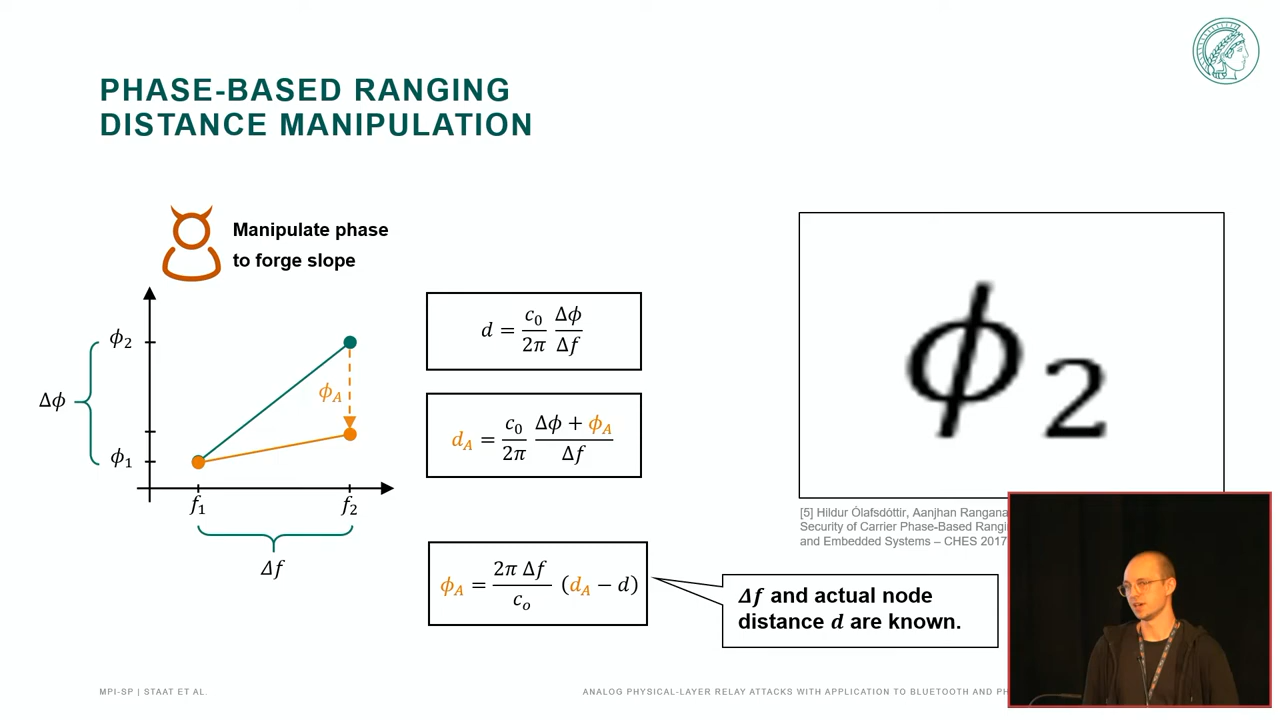 PHASE-BASED RANGING
DISTANCE MANIPULATION
Manipulate phase
to forge slope
ϕ₂
Δϕ
ϕ₁
ϕ_A
f₁
f₂
Δf
d = c₀/2π Δϕ/Δf
d_A = c₀/2π (Δϕ + ϕ_A)/Δf
ϕ_A = 2π Δf/cₒ (d_A − d)
Δf and actual node
distance d are known.
ϕ₂
[5] Hildur Ólafsdóttir, Aanjhan Rangana
Security of Carrier Phase-Based Rangi
and Embedded Systems – CHES 2017
MPI-SP | STAAT ET AL.
ANALOG PHYSICAL-LAYER RELAY ATTACKS WITH APPLICATION TO BLUETOOTH AND PH